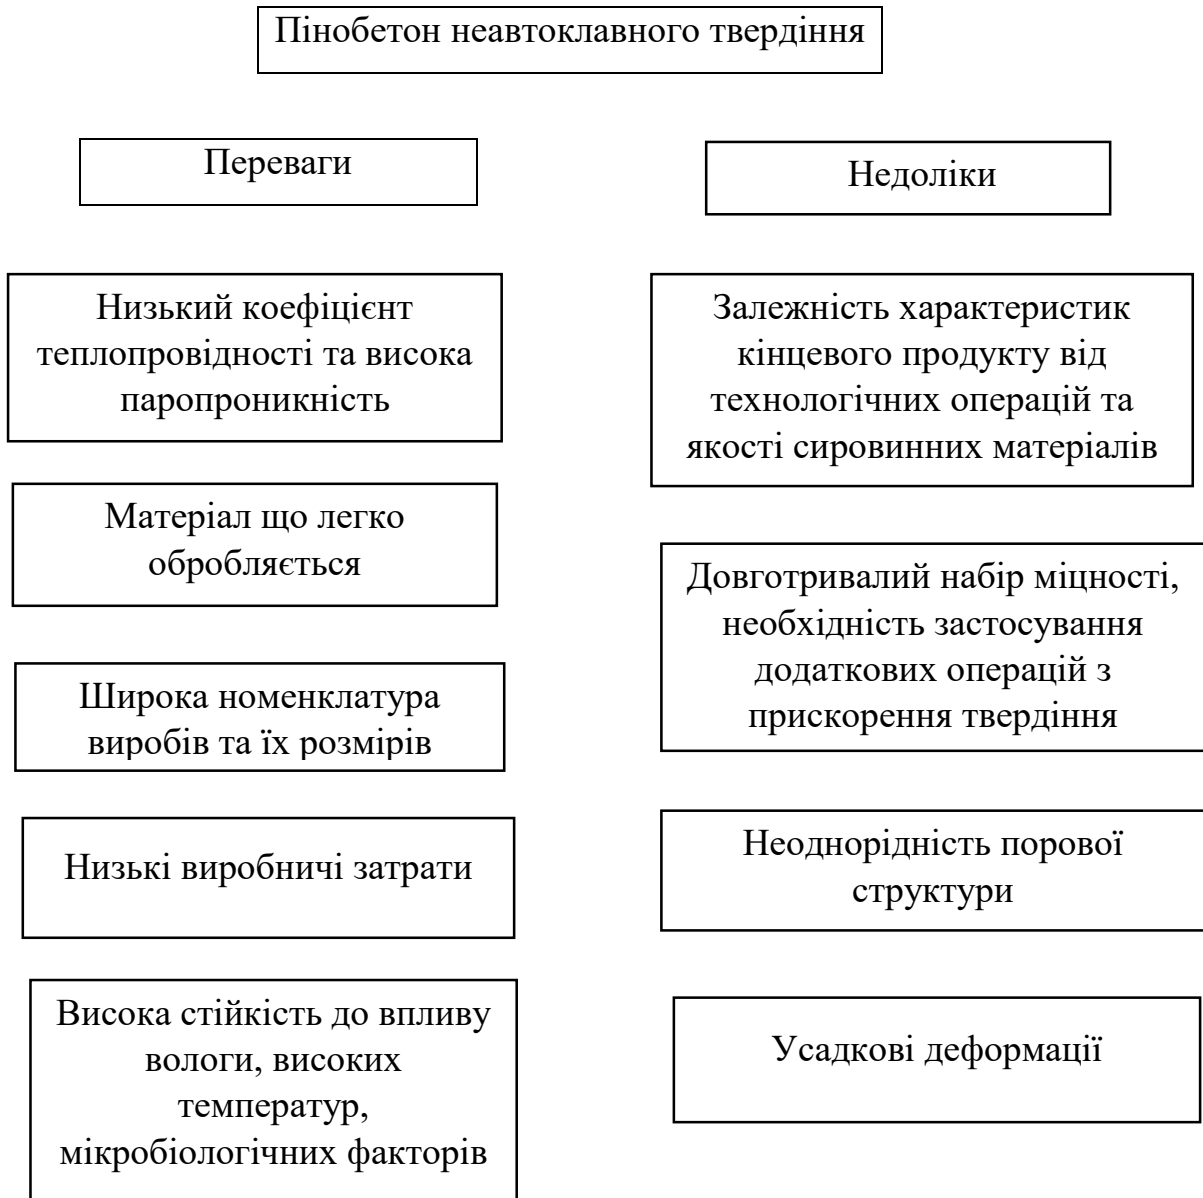 Пінобетон неавтоклавного твердіння
Переваги
Недоліки
Низький коефіцієнт
теплопровідності та висока
паропроникність
Матеріал що легко
обробляється
Широка номенклатура
виробів та їх розмірів
Низькі виробничі затрати
Висока стійкість до впливу
вологи, високих
температур,
мікробіологічних факторів
Залежність характеристик
кінцевого продукту від
технологічних операцій та
якості сировинних матеріалів
Довготривалий набір міцності,
необхідність застосування
додаткових операцій з
прискорення твердіння
Неоднорідність порової
структури
Усадкові деформації